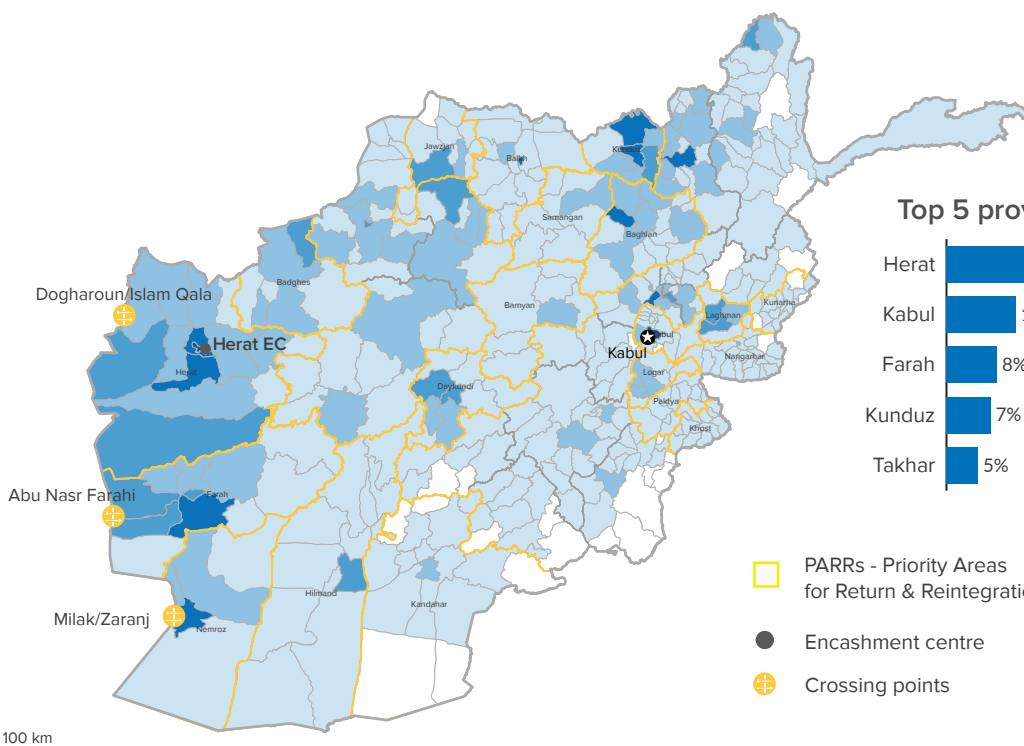 Jawzjan
Balkh
Kunduz
Samangan
Baghlan
Badghes
Dogharoun/Islam Qala
Bamyan
Laghman
Kunarha
Herat EC
Kabul
Nangarhar
Herat
Logar
Daykundi
Paktya
Khost
Abu Nasr Farahi
Farah
Hilmand
Kandahar
Milak/Zaranj
Nemroz
100 km
Top 5
Herat
Kabul
Farah 8%
Kunduz 7%
Takhar 5%
PARRs - Priority Areas
for Return &
Encashment centre
Crossing points